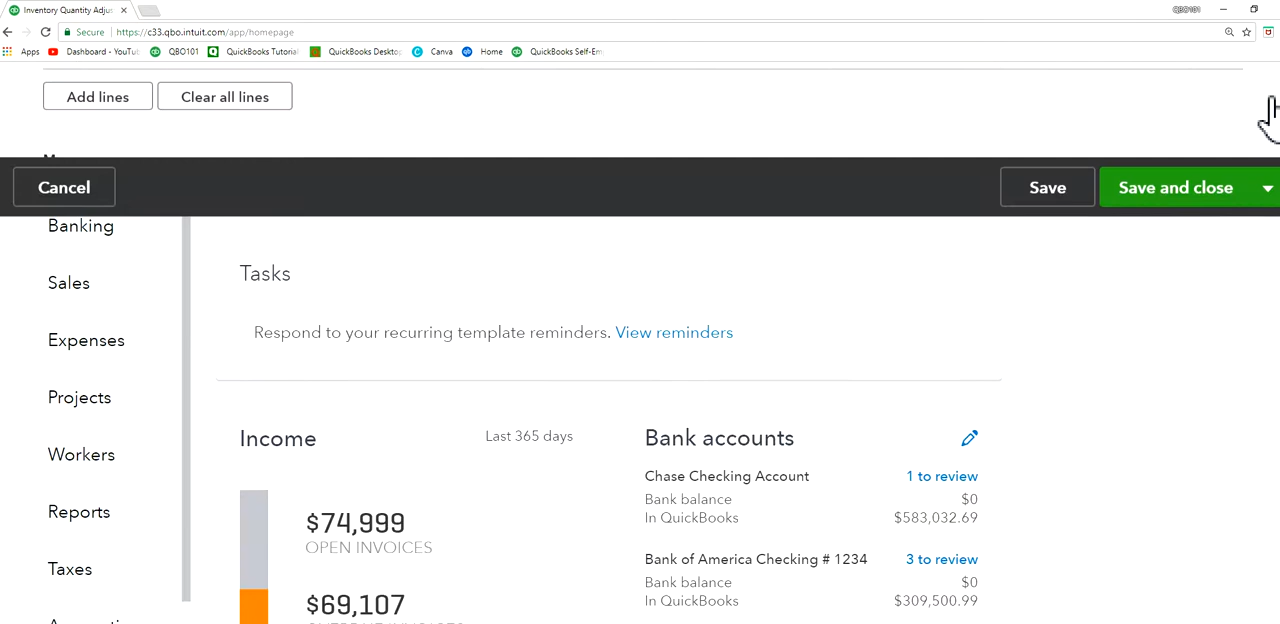 Inventory Quantity Adjus
QBO101
Secure https://c33.qbo.intuit.com/app/homepage
Apps Dashboard - YouTu QBO101 QuickBooks Tutorial QuickBooks Desktop Canva Home QuickBooks Self-Em
Add lines Clear all lines
Cancel Save Save and close
Banking
Sales
Expenses
Projects
Workers
Reports
Taxes
Tasks
Respond to your recurring template reminders. View reminders
Income Last 365 days
$74,999
OPEN INVOICES
$69,107
Bank accounts
Chase Checking Account 1 to review
Bank balance $0
In QuickBooks $583,032.69
Bank of America Checking # 1234 3 to review
Bank balance $0
In QuickBooks $309,500.99